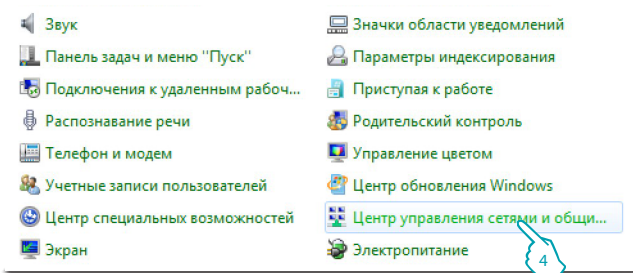 Звук
Панель задач и меню "Пуск"
Подключения к удаленным рабоч...
Распознавание речи
Телефон и модем
Учетные записи пользователей
Центр специальных возможностей
Экран
Значки области уведомлений
Параметры индексирования
Приступая к работе
Родительский контроль
Управление цветом
Центр обновления Windows
Центр управления сетями и общи...
Электропитание
4